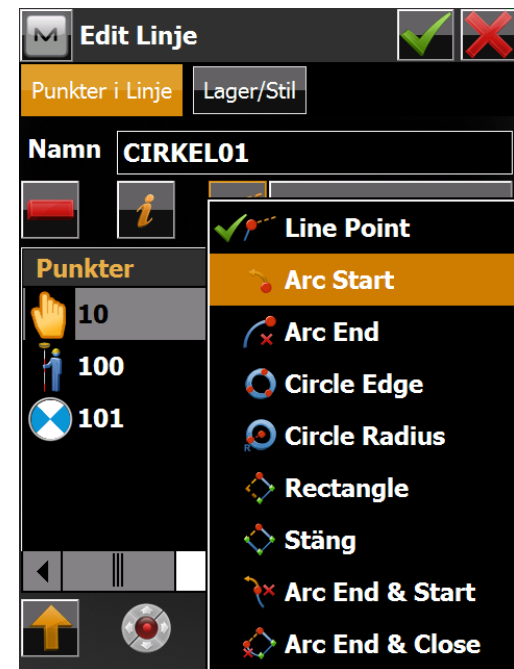 Edit Linje
Punkter i Linje
Lager/Stil
Namn
CIRKEL01
Punkter
10
100
101
Line Point
Arc Start
Arc End
Circle Edge
Circle Radius
Rectangle
Stäng
Arc End & Start
Arc End & Close